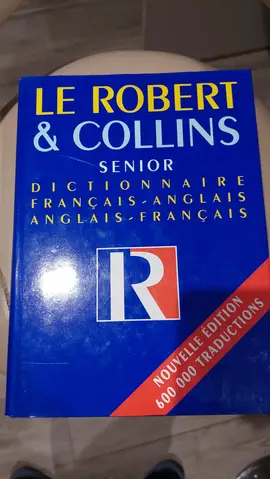 LE ROBERT
& COLLINS
SENIOR
DICTIONNAIRE
FRANÇAIS-ANGLAIS
ANGLAIS-FRANÇAIS
R
NOUVELLE ÉDITION
600 000 TRADUCTIONS